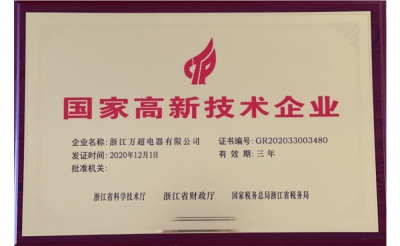 国家高新技术企业
企业名称:浙江万超电器有限公司 证书编号:GR202033003480
发证时间:2020年12月1日 有效期:三年
批准机关:
浙江省科学技术厅 浙江省财政厅 国家税务总局浙江省税务局